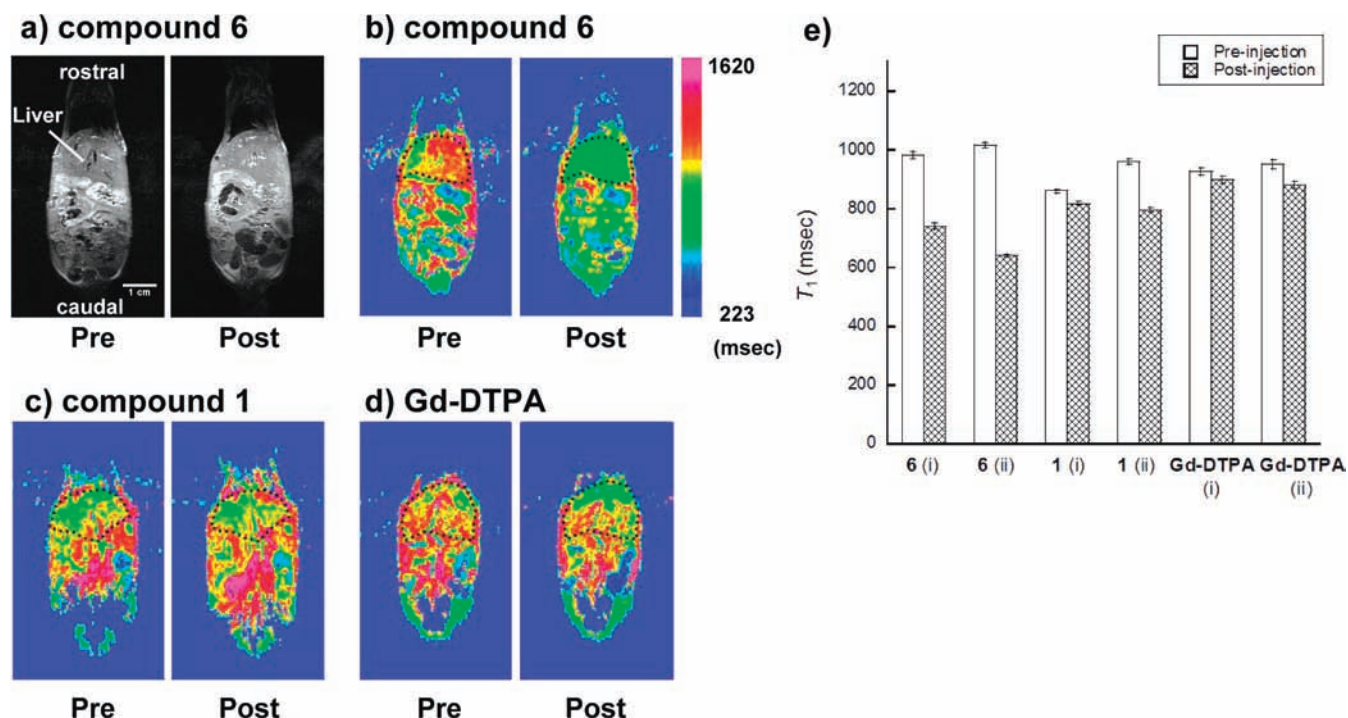 a) compound 6
rostral
Liver
1 cm
caudal
Pre
Post
b) compound 6
1620
223
(msec)
Pre
Post
c) compound 1
Pre
Post
d) Gd-DTPA
Pre
Post
e)
Pre-injection
Post-injection
1200
1000
800
600
400
200
0
T1 (msec)
6 (i)
6 (ii)
1 (i)
1 (ii)
Gd-DTPA
(i)
Gd-DTPA
(ii)